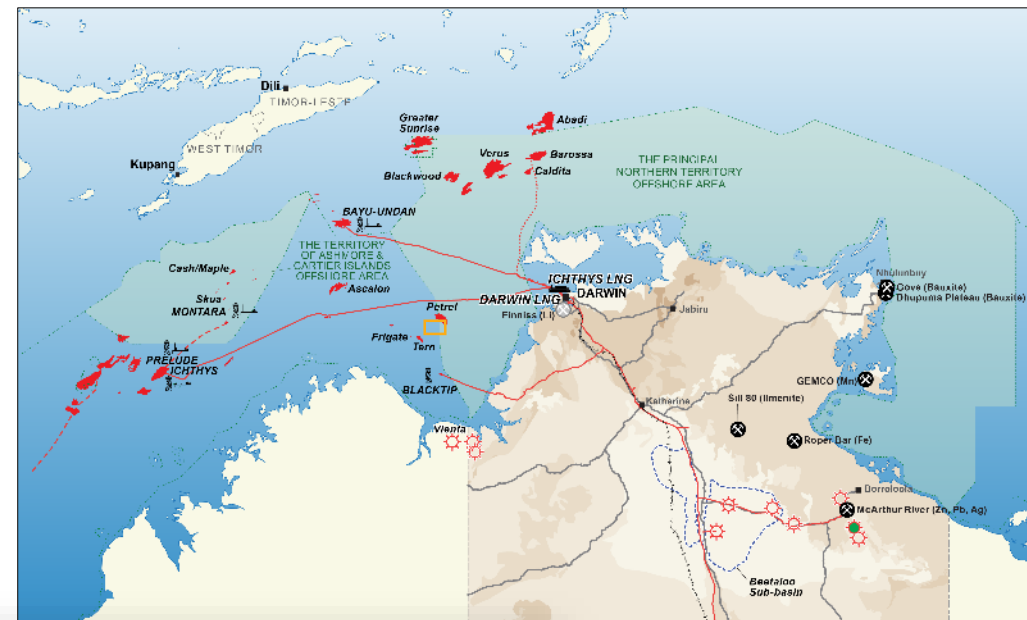 Dili
TIMOR-LESTE
WEST TIMOR
Kupang
Greater
Sunrise
Abadi
Verus
Barossa
Blackwood
Caldita
THE PRINCIPAL
NORTHERN TERRITORY
OFFSHORE AREA
BAYU-UNDAN
THE TERRITORY
OF ASHMORE &
CARTIER ISLANDS
OFFSHORE AREA
Cash/Maple
Ascalon
Skua
MONTARA
PRELUDE
ICHTHYS
Petrel
Frigate
Tern
BLACKTIP
ICHTHYS LNG
DARWIN
DARWIN LNG
Finniss (Li)
Jabiru
Nhulunbuy
Gove (Bauxite)
Dhupuma Plateau (Bauxite)
GEMCO (Mn)
Sill 80 (Ilmenite)
Katherine
Roper Bar (Fe)
Vienta
Borroloola
McArthur River (Zn, Pb, Ag)
Beetaloo
Sub-basin